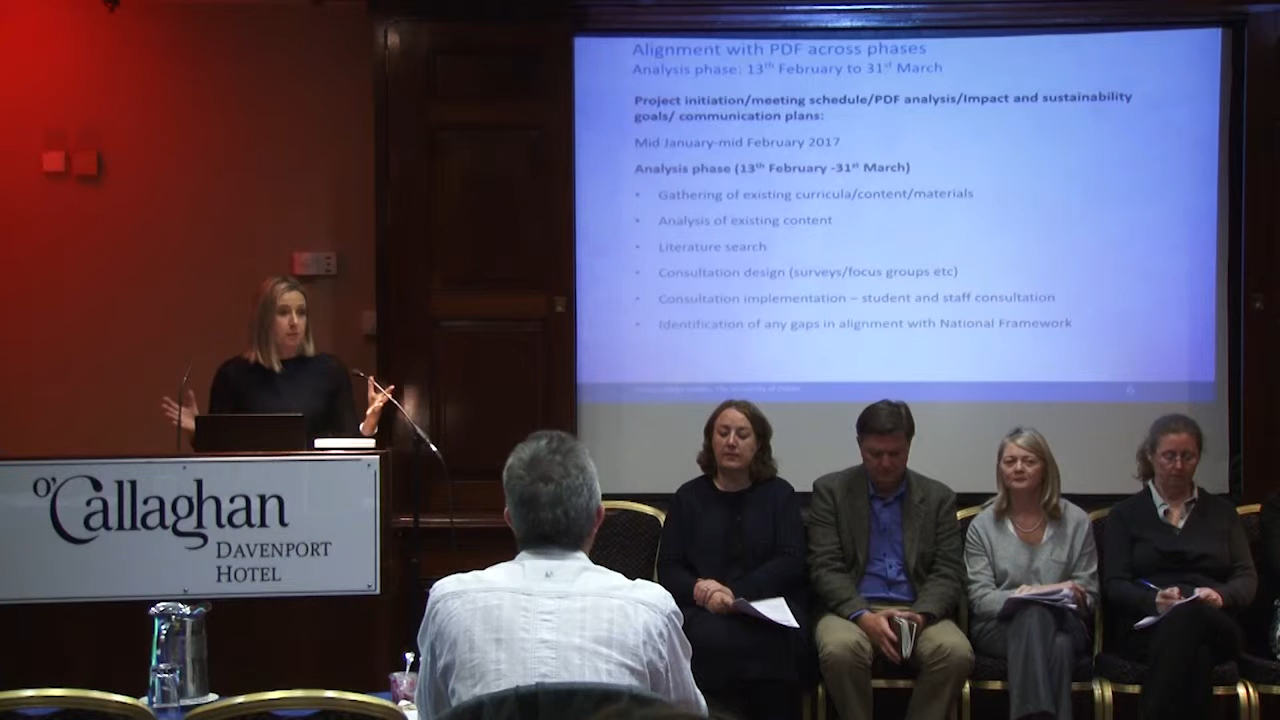 Alignment with PDF across phases
Analysis phase: 13th February to 31st March
Project initiation/meeting schedule/PDF analysis/Impact and sustainability
goals/ communication plans:
Mid January-mid February 2017
Analysis phase (13th February -31st March)
• Gathering of existing curricula/content/materials
• Analysis of existing content
• Literature search
• Consultation design (surveys/focus groups etc)
• Consultation implementation – student and staff consultation
• Identification of any gaps in alignment with National Framework
6
O'Callaghan
DAVENPORT
HOTEL